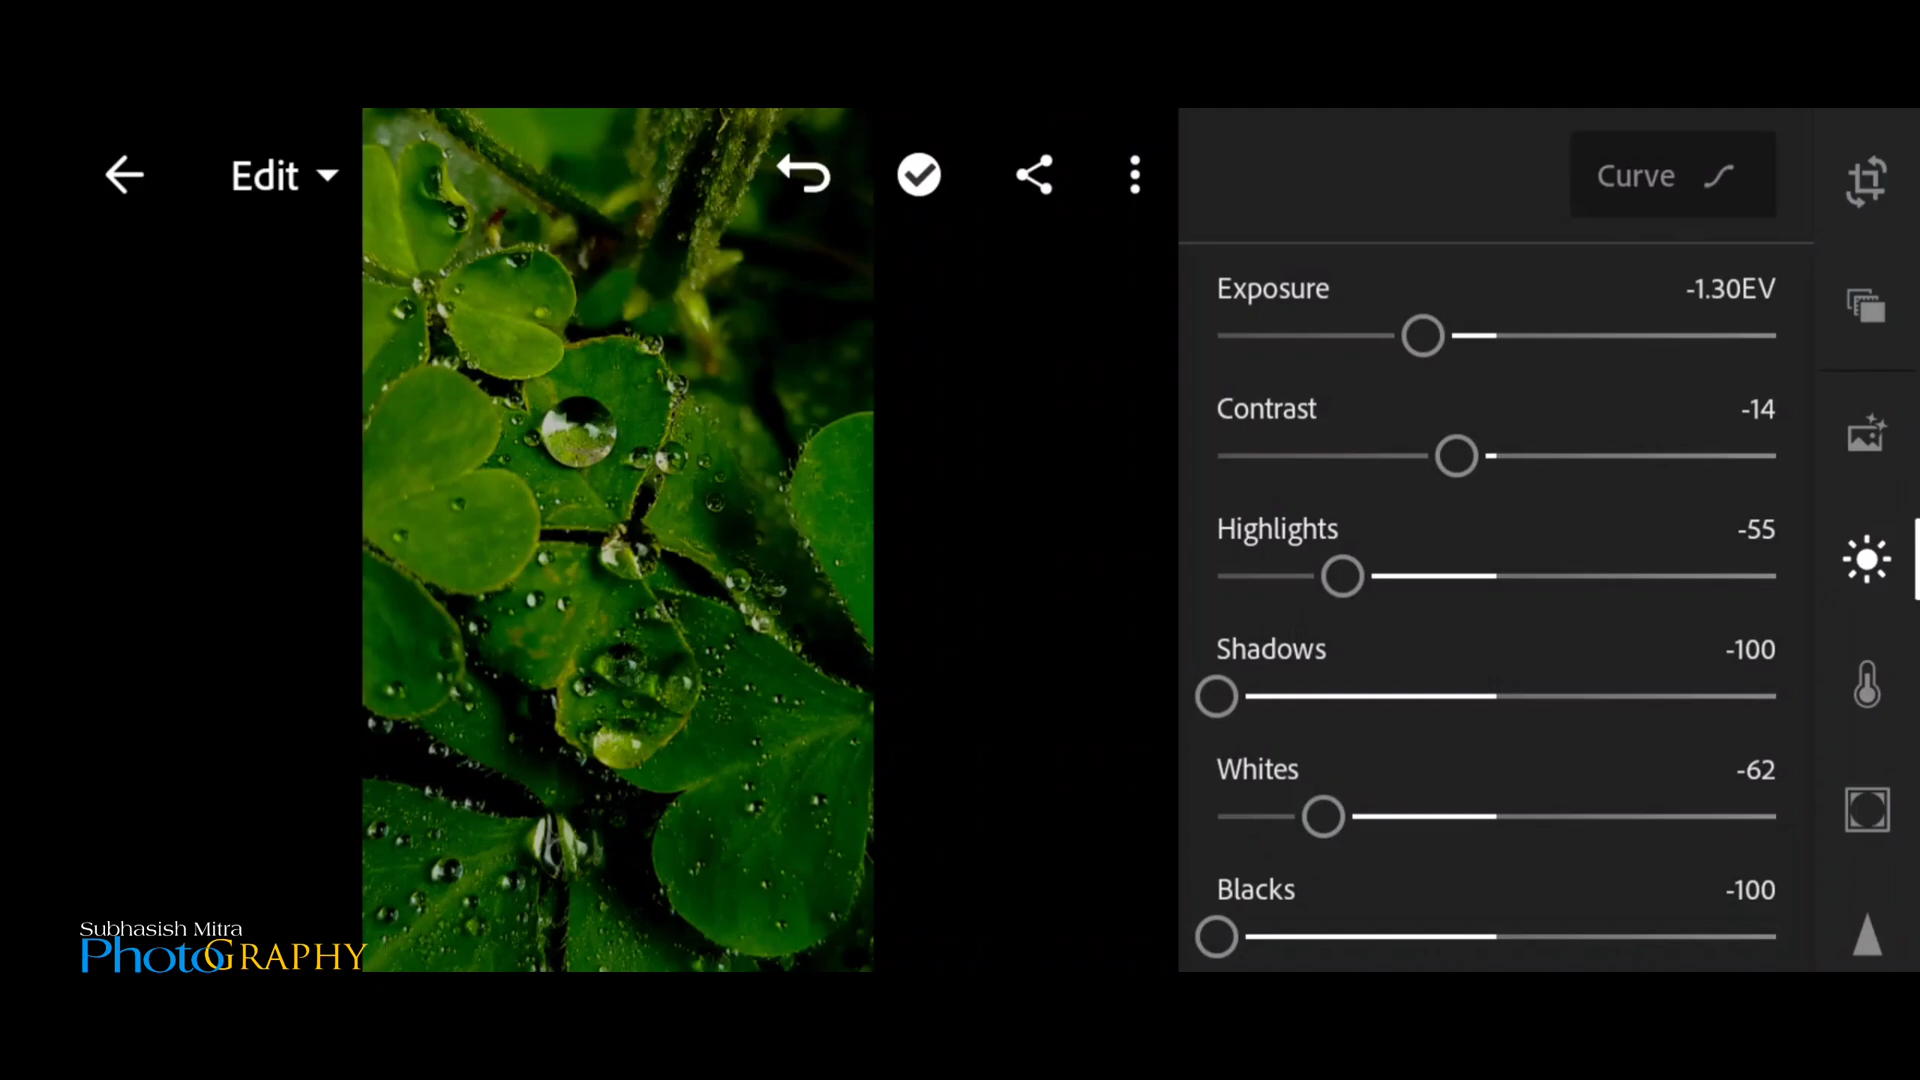 Edit
Curve
Exposure -1.30EV
Contrast -14
Highlights -55
Shadows -100
Whites -62
Blacks -100
Subhasish Mitra
PhotoGRAPHY